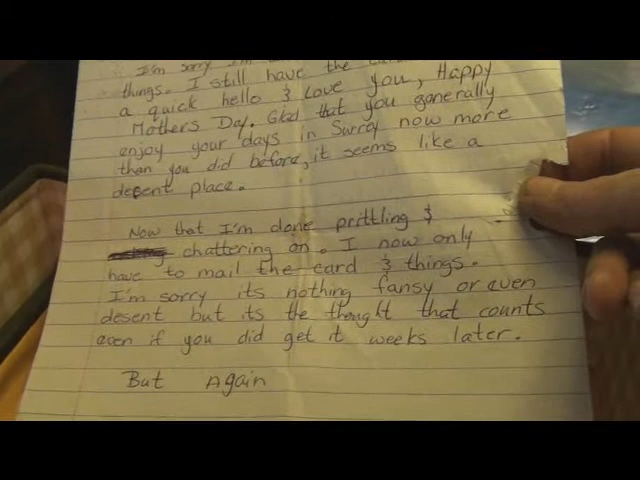 I'm sorry I'm
things. I still have the
a quick hello & Love you, Happy
Mothers Day. Glad that you generally
enjoy your days in Surrey now more
than you did before, it seems like a
desent place.
Now that I'm done prittling &
chattering on. I now only
have to mail the card & things.
I'm sorry its nothing fansy or even
desent but its the thought that counts
even if you did get it weeks later.
But Again